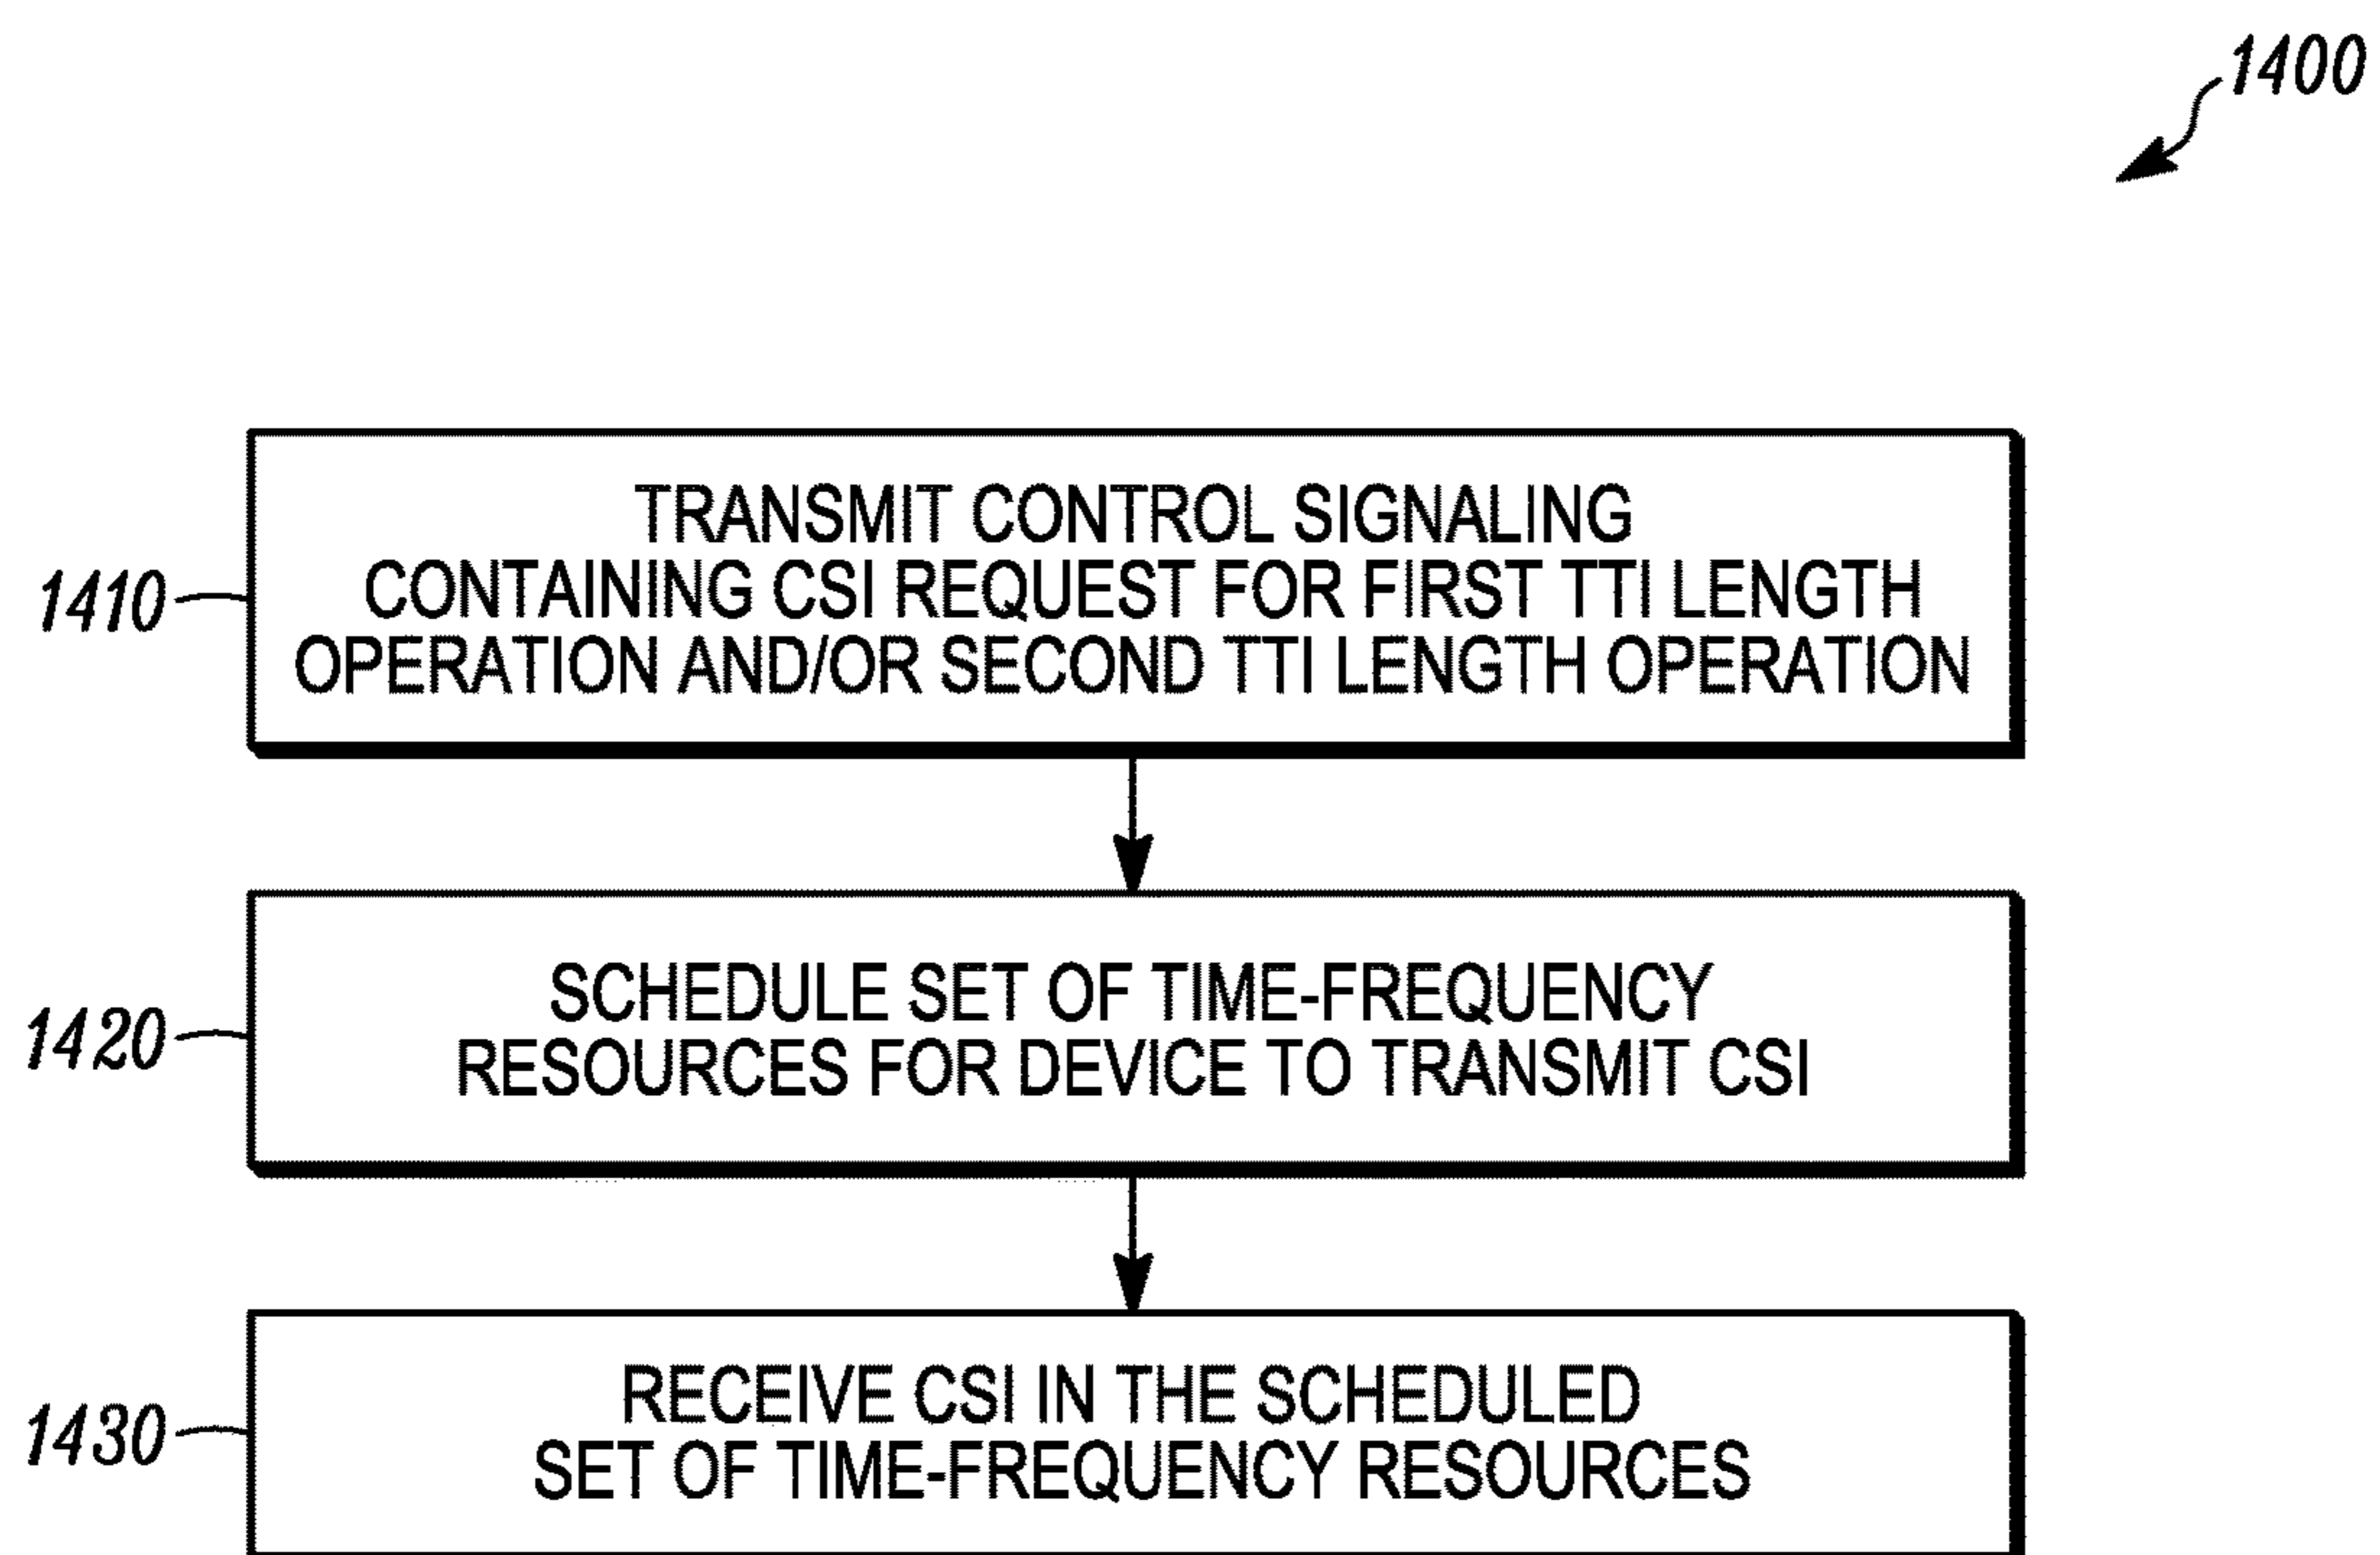 1400
1410
TRANSMIT CONTROL SIGNALING
CONTAINING CSI REQUEST FOR FIRST TTI LENGTH
OPERATION AND/OR SECOND TTI LENGTH OPERATION
1420
SCHEDULE SET OF TIME-FREQUENCY
RESOURCES FOR DEVICE TO TRANSMIT CSI
1430
RECEIVE CSI IN THE SCHEDULED
SET OF TIME-FREQUENCY RESOURCES